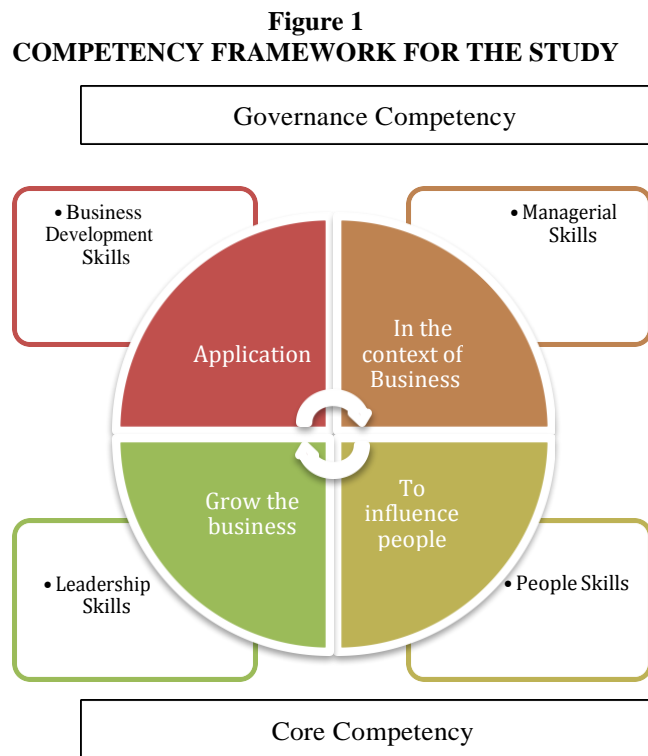 Figure 1
COMPETENCY FRAMEWORK FOR THE STUDY
Governance Competency
• Business
Development
Skills
• Managerial
Skills
Application
In the
context of
Business
Grow the
business
To
influence
people
• Leadership
Skills
• People Skills
Core Competency